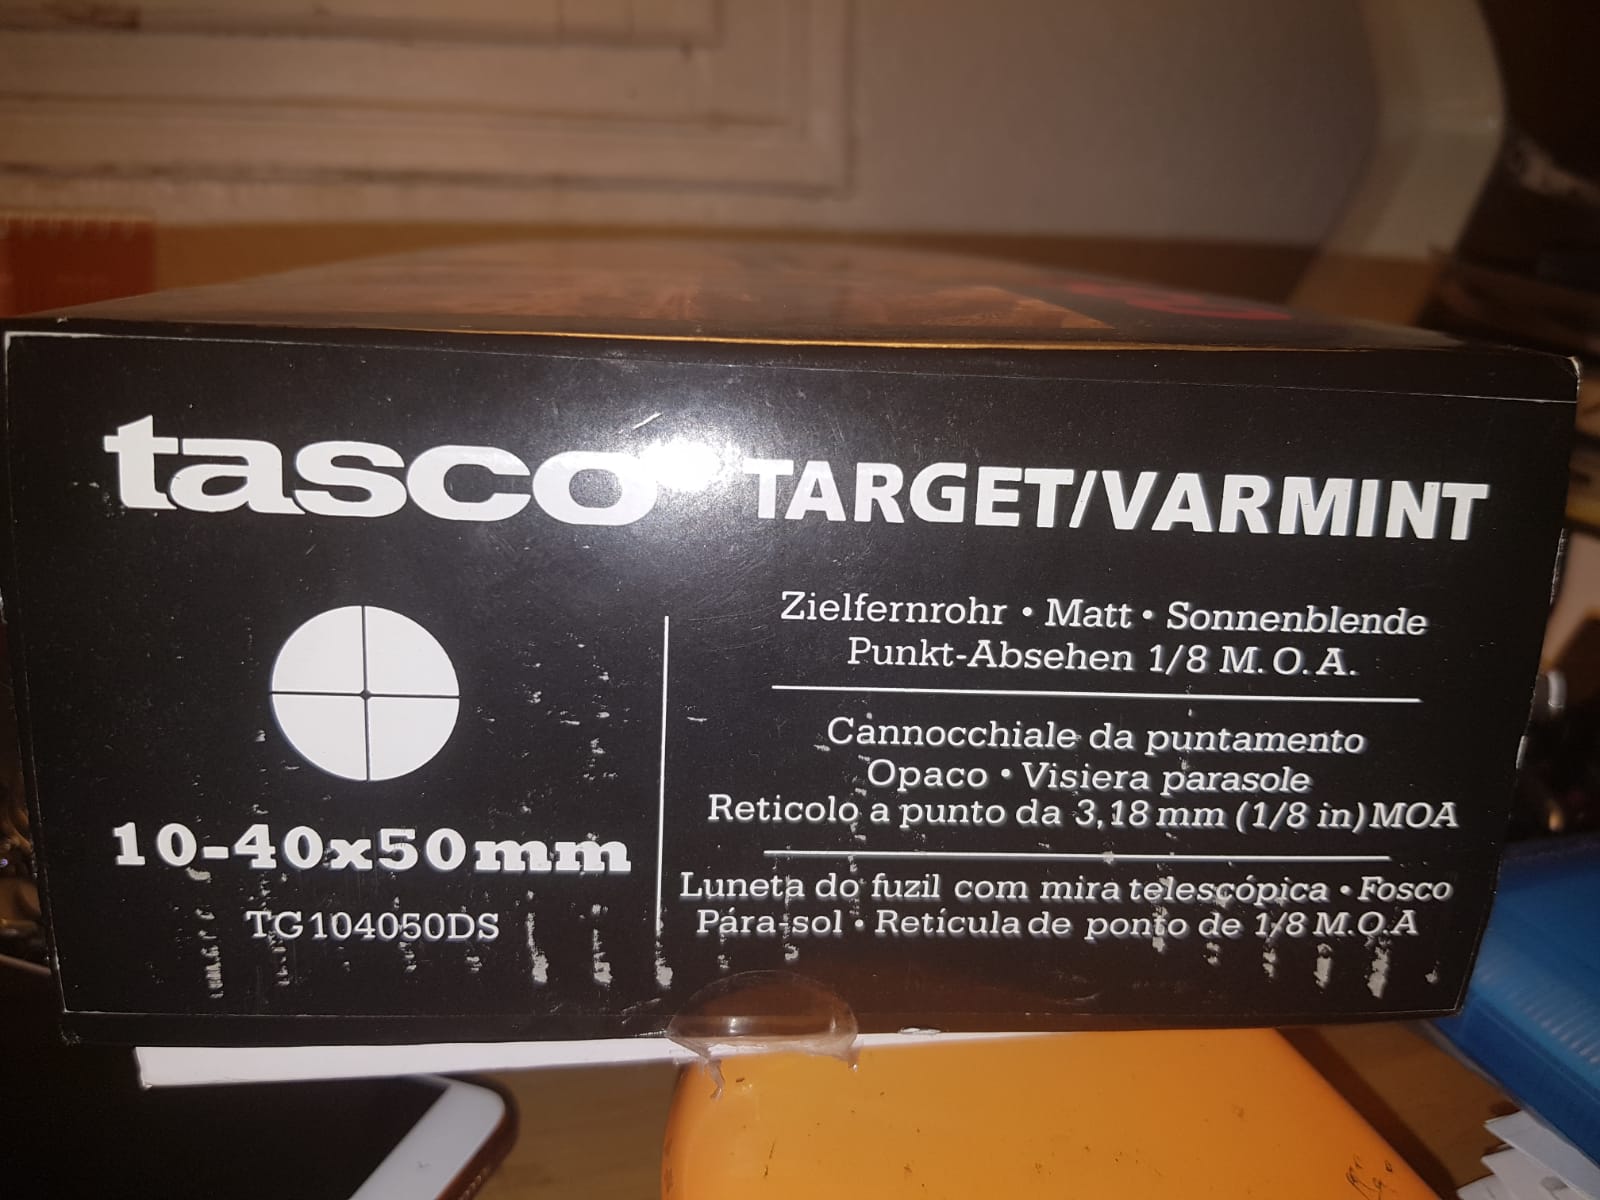 tasco TARGET/VARMINT
Zielfernrohr • Matt • Sonnenblende
Punkt-Absehen 1/8 M.O.A.
Cannocchiale da puntamento
Opaco • Visiera parasole
Reticolo a punto da 3,18 mm (1/8 in) MOA
Luneta do fuzil com mira telescópica • Fosco
Pára-sol • Retícula de ponto de 1/8 M.O.A
10-40x50mm
TG104050DS